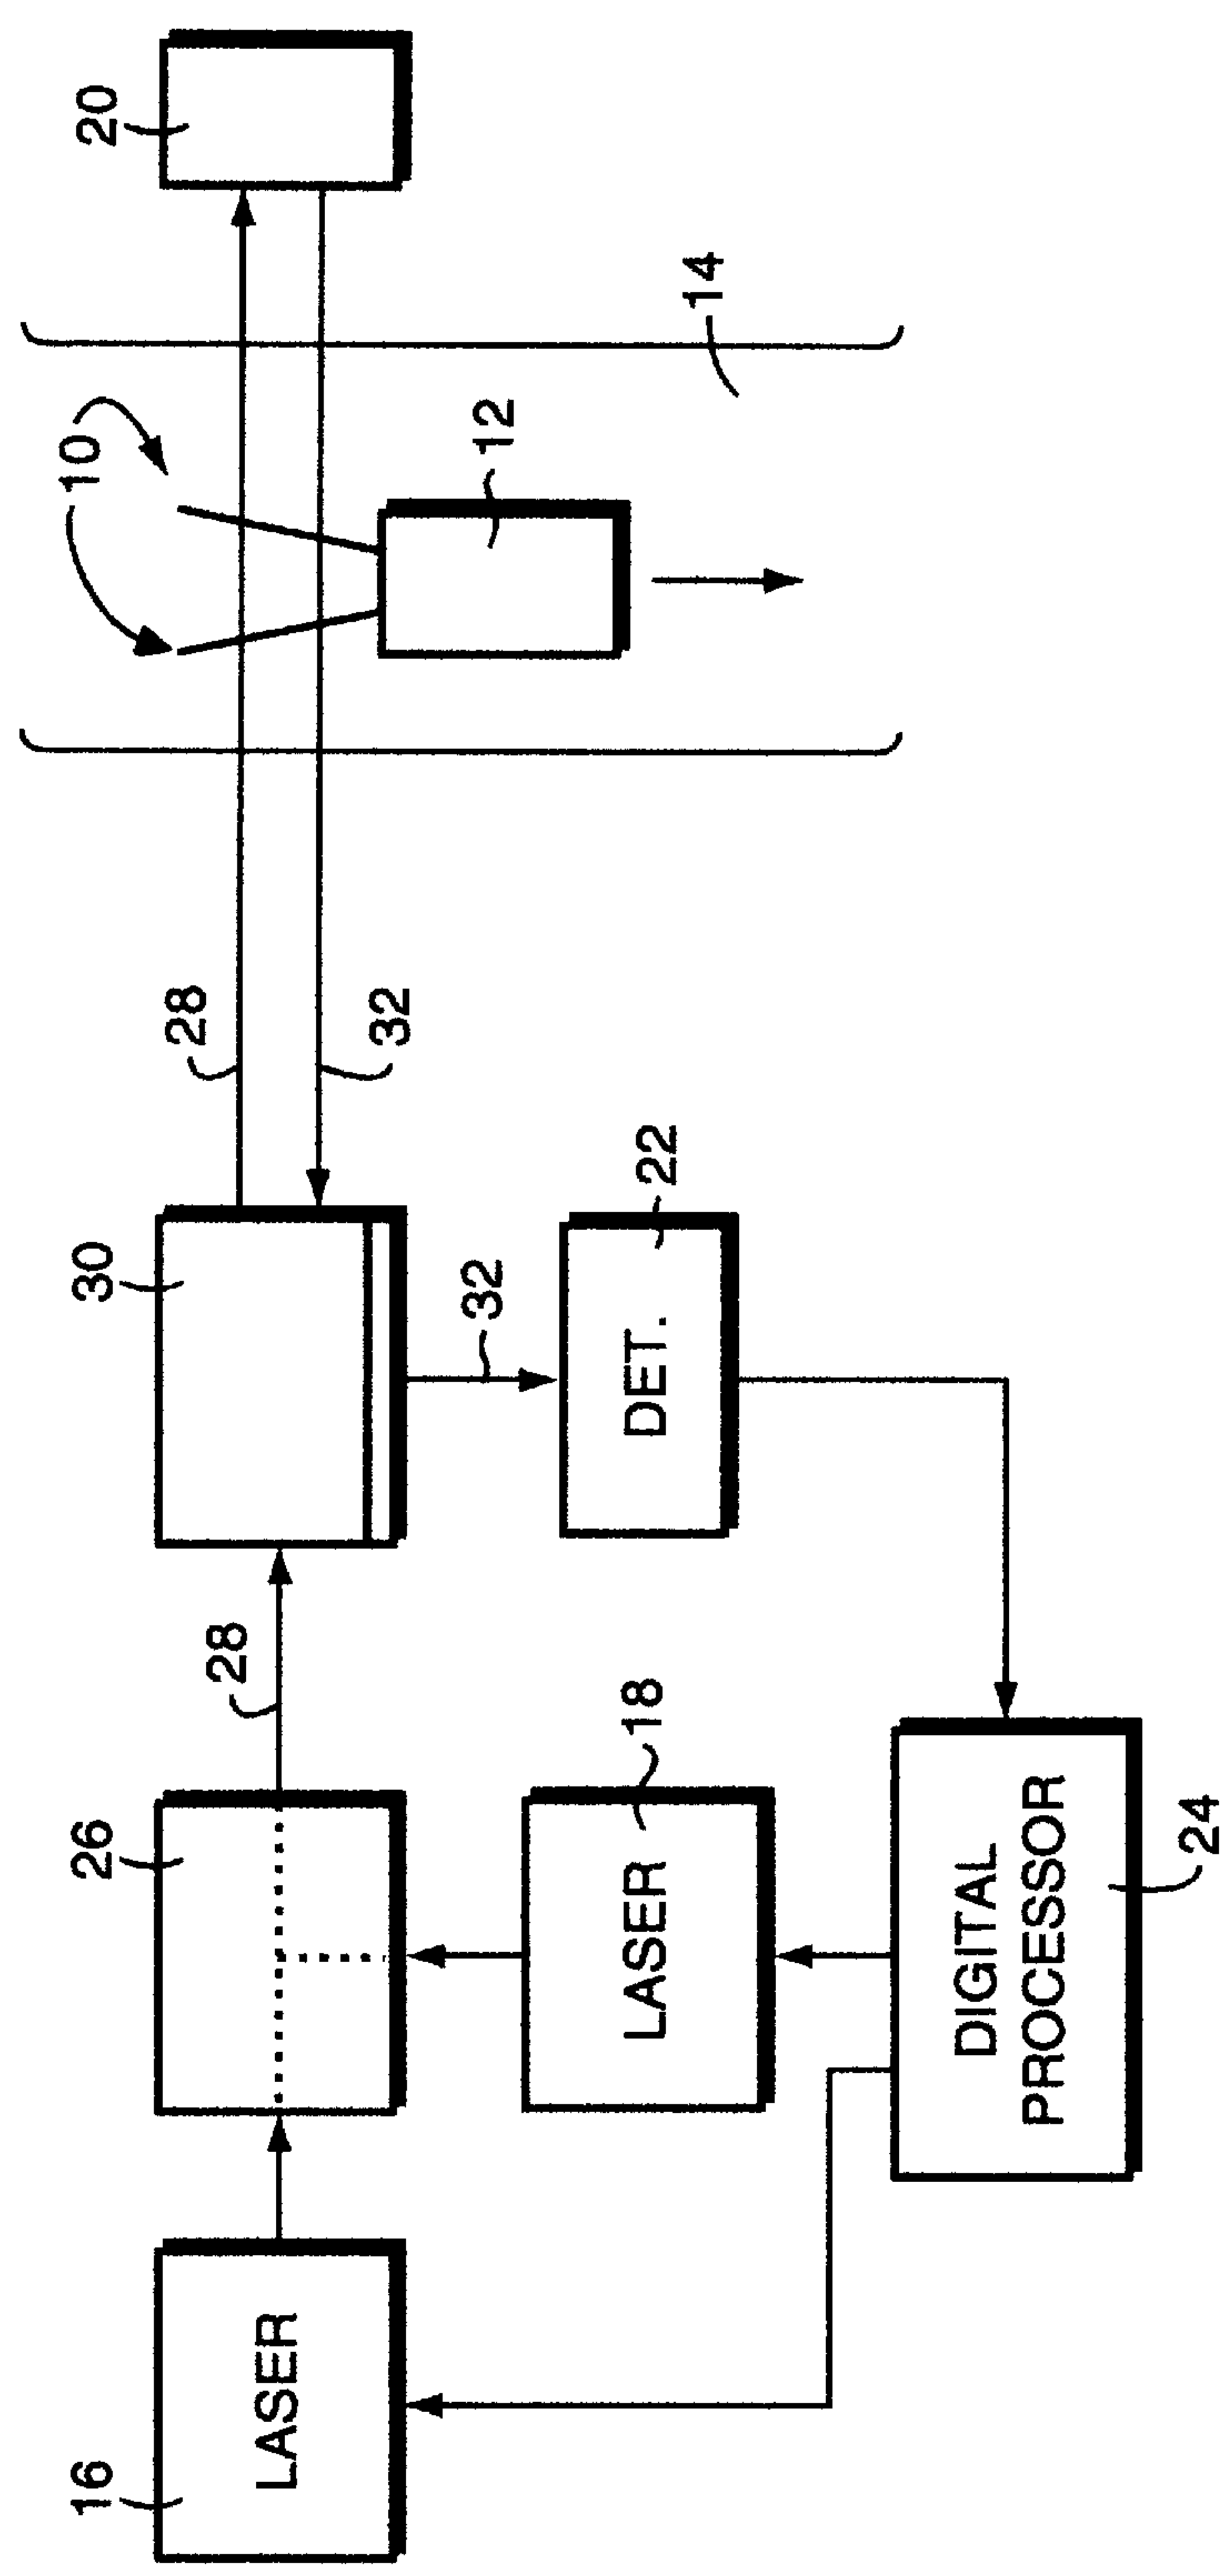 16
26
30
10
20
28
28
LASER
32
32
12
LASER
18
DET.
22
14
DIGITAL
PROCESSOR
24